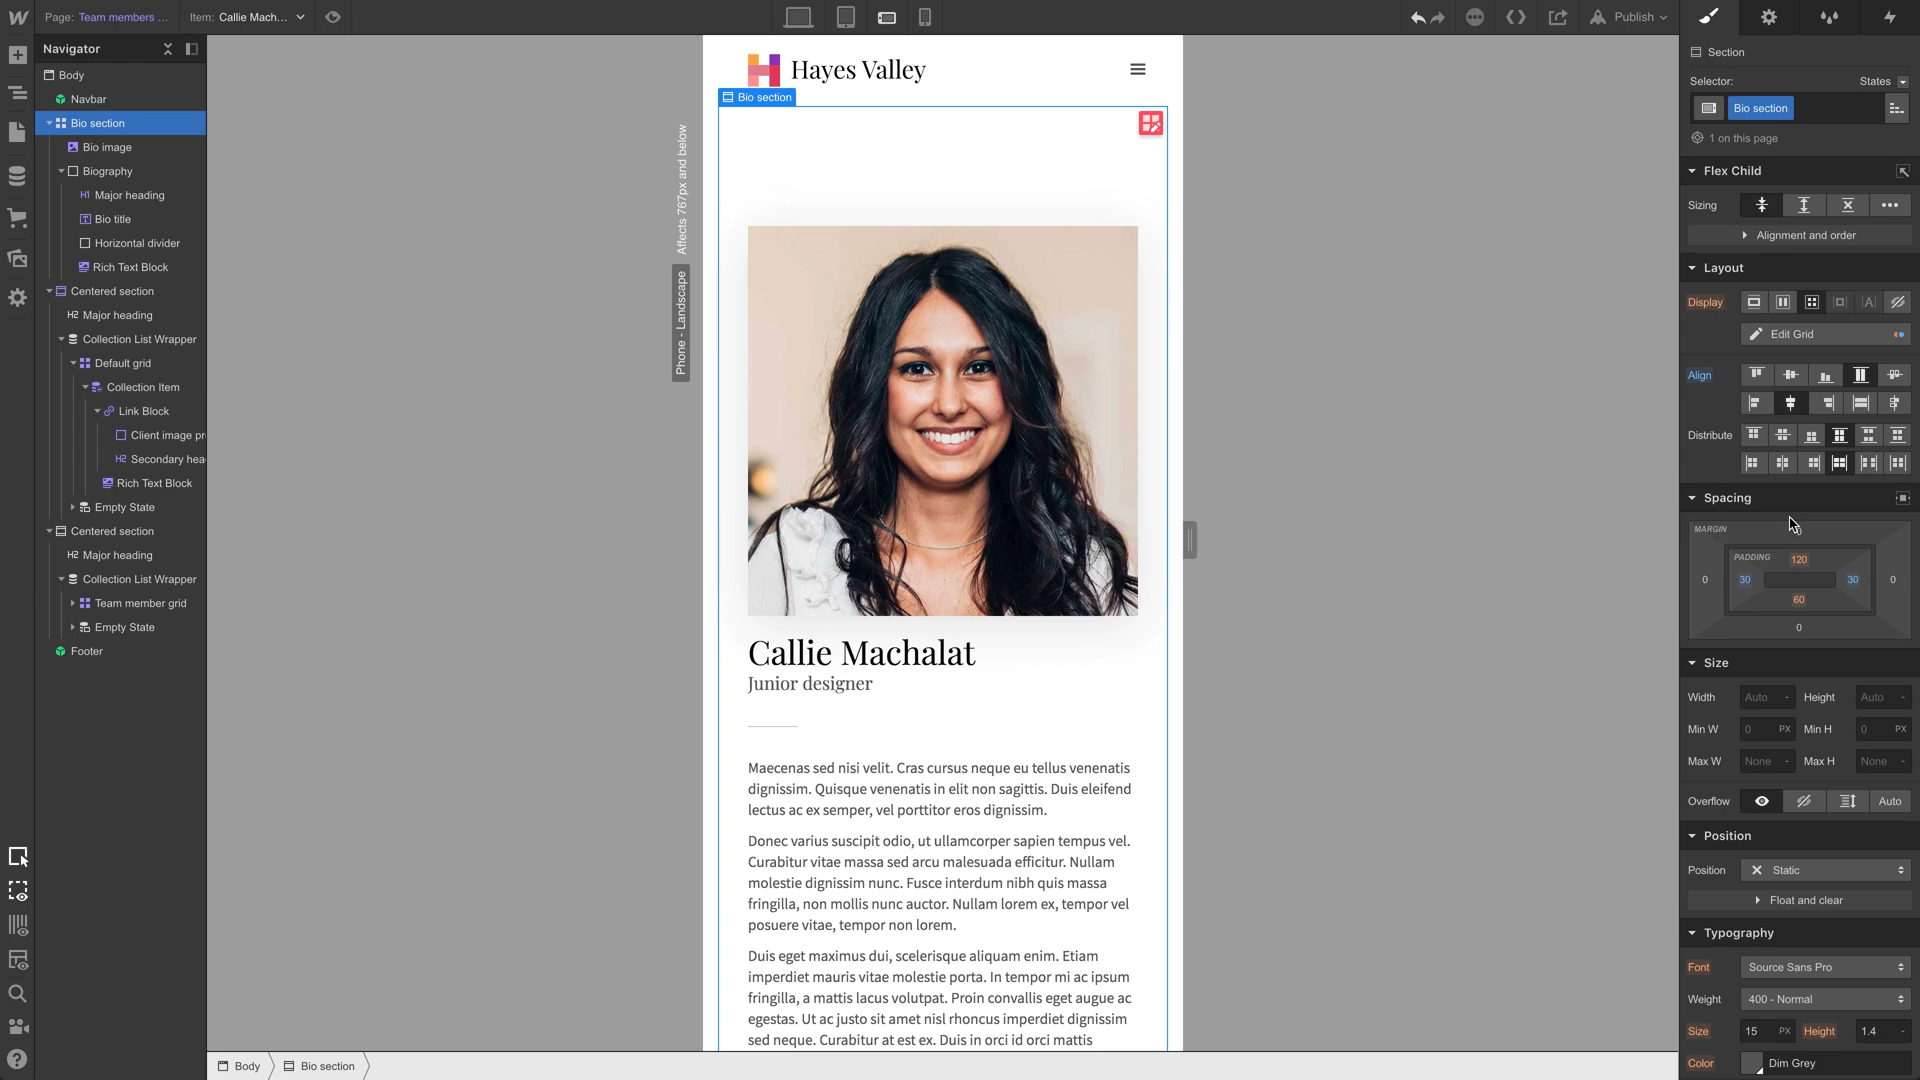 Page: Team members ...
Item: Callie Mach...
Publish
Navigator
Body
Navbar
Bio section
Bio image
Biography
H1 Major heading
Bio title
Horizontal divider
Rich Text Block
Centered section
H2 Major heading
Collection List Wrapper
Default grid
Collection Item
Link Block
Client image pr
H2 Secondary hea
Rich Text Block
Empty State
Centered section
H2 Major heading
Collection List Wrapper
Team member grid
Empty State
Footer
Affects 767px and below
Phone - Landscape
Hayes Valley
Bio section
Callie Machalat
Junior designer
Maecenas sed nisi velit. Cras cursus neque eu tellus venenatis
dignissim. Quisque venenatis in elit non sagittis. Duis eleifend
lectus ac ex semper, vel porttitor eros dignissim.
Donec varius suscipit odio, ut ullamcorper sapien tempus vel.
Curabitur vitae massa sed arcu malesuada efficitur. Nullam
molestie dignissim nunc. Fusce interdum nibh quis massa
fringilla, non mollis nunc auctor. Nullam lorem ex, tempor vel
posuere vitae, tempor non lorem.
Duis eget maximus dui, scelerisque aliquam enim. Etiam
imperdiet mauris vitae molestie porta. In tempor mi ac ipsum
fringilla, a mattis lacus volutpat. Proin convallis eget augue ac
egestas. Ut ac justo sit amet nisl rhoncus imperdiet dignissim
sed neque. Curabitur at est ex. Duis in orci id orci mattis
Body
Bio section
Section
Selector:
States
Bio section
1 on this page
Flex Child
Sizing
Alignment and order
Layout
Display
Edit Grid
Align
Distribute
Spacing
MARGIN
0
PADDING
120
0
30
30
0
60
0
Size
Width Auto - Height Auto -
Min W 0 PX Min H 0 PX
Max W None - Max H None -
Overflow Auto
Position
Position Static
Float and clear
Typography
Font Source Sans Pro
Weight 400 - Normal
Size 15 PX Height 1.4 -
Color Dim Grey